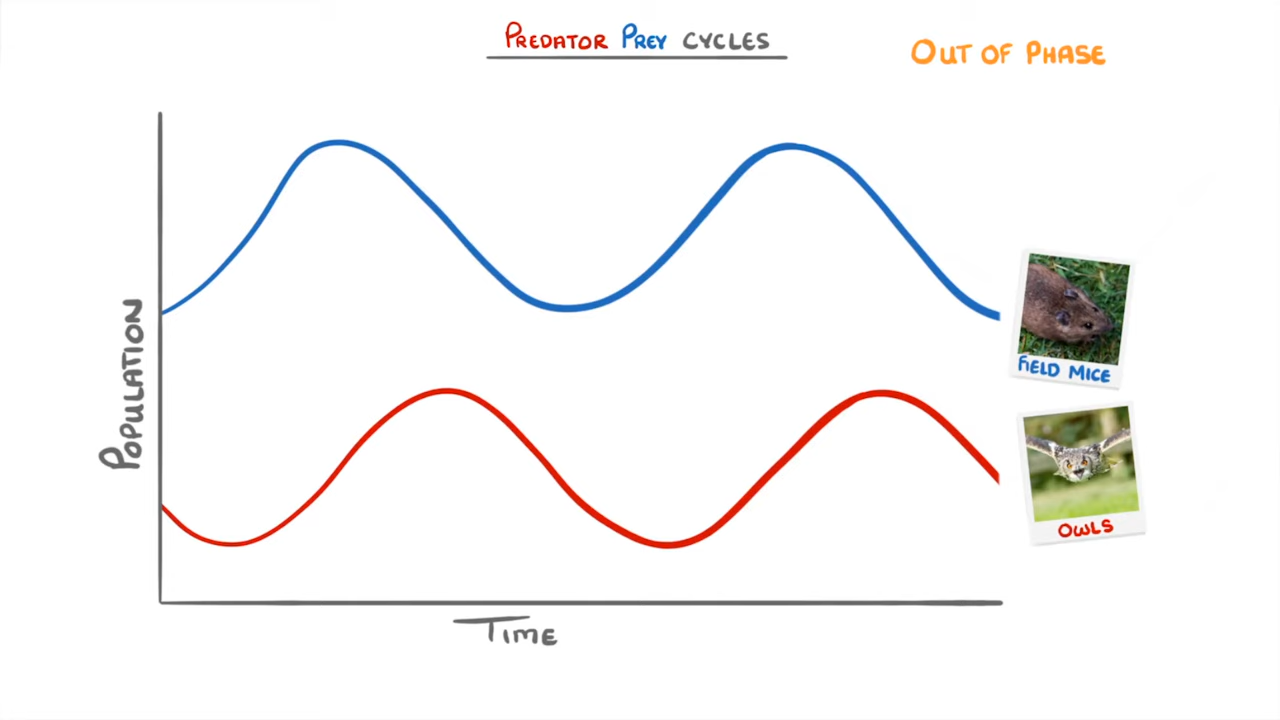 PREDATOR PREY CYCLES
OUT OF PHASE
POPULATION
FIELD MICE
OWLS
TIME